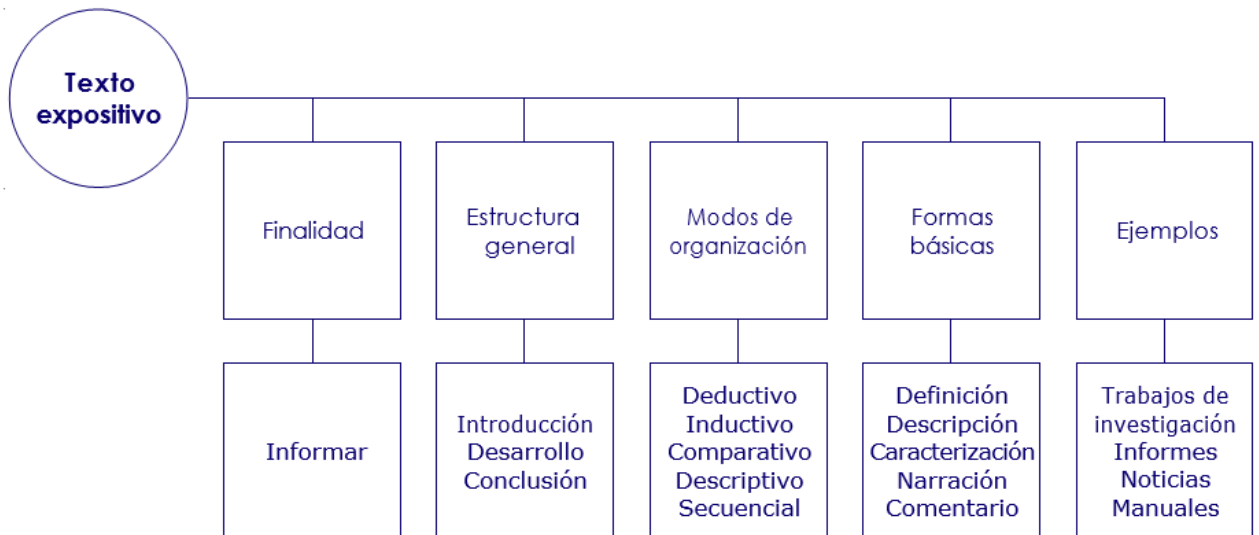 Texto
expositivo
Finalidad
Estructura
general
Modos de
organización
Formas
básicas
Ejemplos
Informar
Introducción
Desarrollo
Conclusión
Deductivo
Inductivo
Comparativo
Descriptivo
Secuencial
Definición
Descripción
Caracterización
Narración
Comentario
Trabajos de
investigación
Informes
Noticias
Manuales